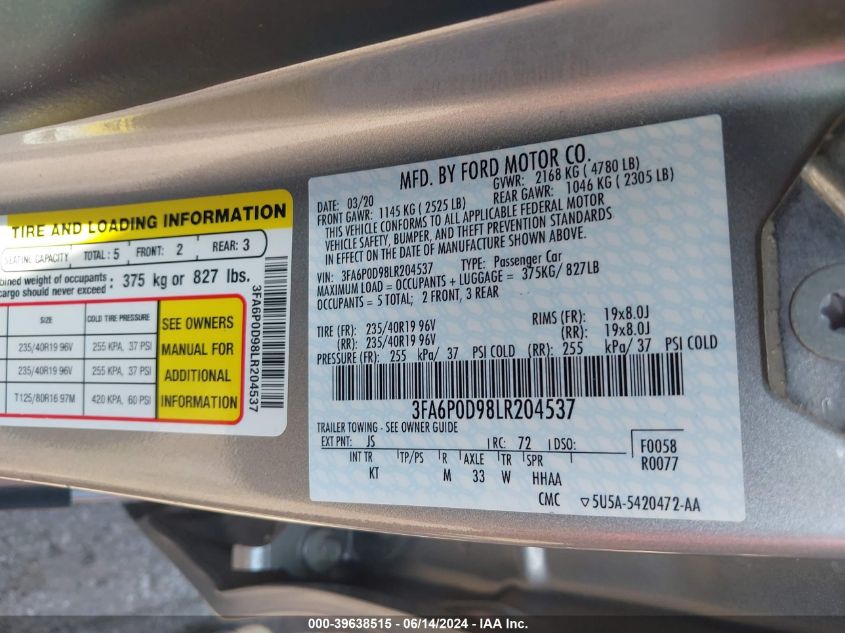 TIRE AND LOADING INFORMATION
SEATING CAPACITY TOTAL: 5 FRONT: 2 REAR: 3
of occupants weight 375 kg or 827 lbs.
cargo should never exceed
SIZE COLD TIRE PRESSURE
235/40R19 96V 255 KPA, 37 PSI
235/40R19 96V 255 KPA, 37 PSI
T125/80R16 97M 420 KPA, 60 PSI
SEE OWNERS
MANUAL FOR
ADDITIONAL
INFORMATION
3FA6P0D98LR204537
MFD. BY FORD MOTOR CO.
DATE: 03/20 GVWR: 2168 KG ( 4780 LB)
FRONT GAWR: 1145 KG ( 2525 LB) REAR GAWR: 1046 KG ( 2305 LB)
THIS VEHICLE CONFORMS TO ALL APPLICABLE FEDERAL MOTOR
VEHICLE SAFETY, BUMPER, AND THEFT PREVENTION STANDARDS
IN EFFECT ON THE DATE OF MANUFACTURE SHOWN ABOVE.
VIN: 3FA6P0D98LR204537 TYPE: Passenger Car
MAXIMUM LOAD = OCCUPANTS + LUGGAGE = 375KG/ 827LB
OCCUPANTS = 5 TOTAL; 2 FRONT, 3 REAR
TIRE (FR): 235/40R19 96V RIMS (FR): 19x8.0J
(RR): 235/40R19 96V (RR): 19x8.0J
PRESSURE (FR): 255 kPa/ 37 PSI COLD (RR): 255 kPa/ 37 PSI COLD
3FA6P0D98LR204537
TRAILER TOWING - SEE OWNER GUIDE
EXT PNT: JS RC: 72 DSO:
INT TR TP/PS R AXLE TR SPR
KT M 33 W HHAA
F0058
R0077
CMC ▽5U5A-5420472-AA
000-39638515 - 06/14/2024 - IAA Inc.